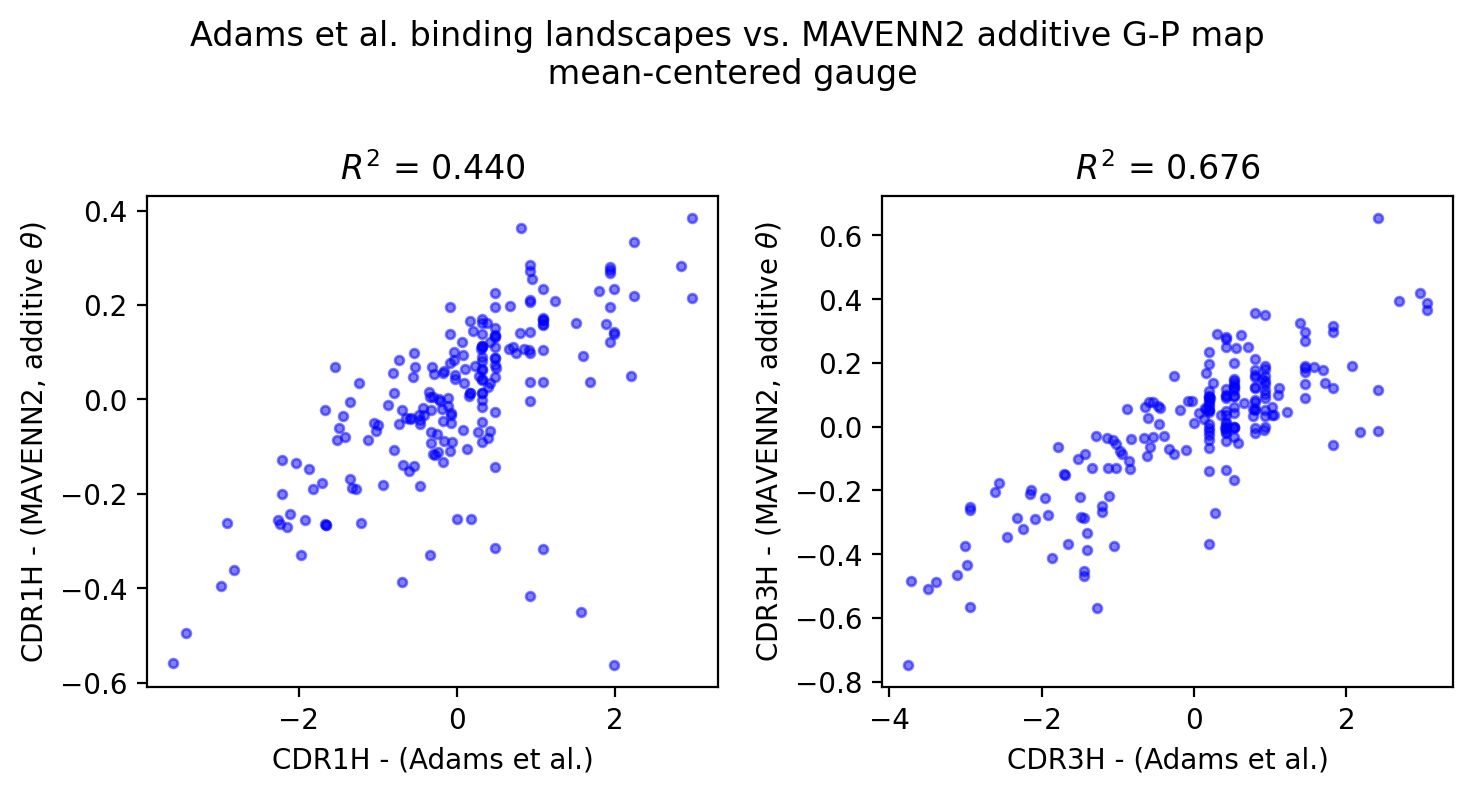 Adams et al. binding landscapes vs. MAVENN2 additive G-P map
mean-centered gauge
R² = 0.440
0.4
0.2
0.0
−0.2
−0.4
−0.6
−2
0
2
CDR1H - (MAVENN2, additive θ)
CDR1H - (Adams et al.)
R² = 0.676
0.6
0.4
0.2
0.0
−0.2
−0.4
−0.6
−0.8
−4
−2
0
2
CDR3H - (MAVENN2, additive θ)
CDR3H - (Adams et al.)